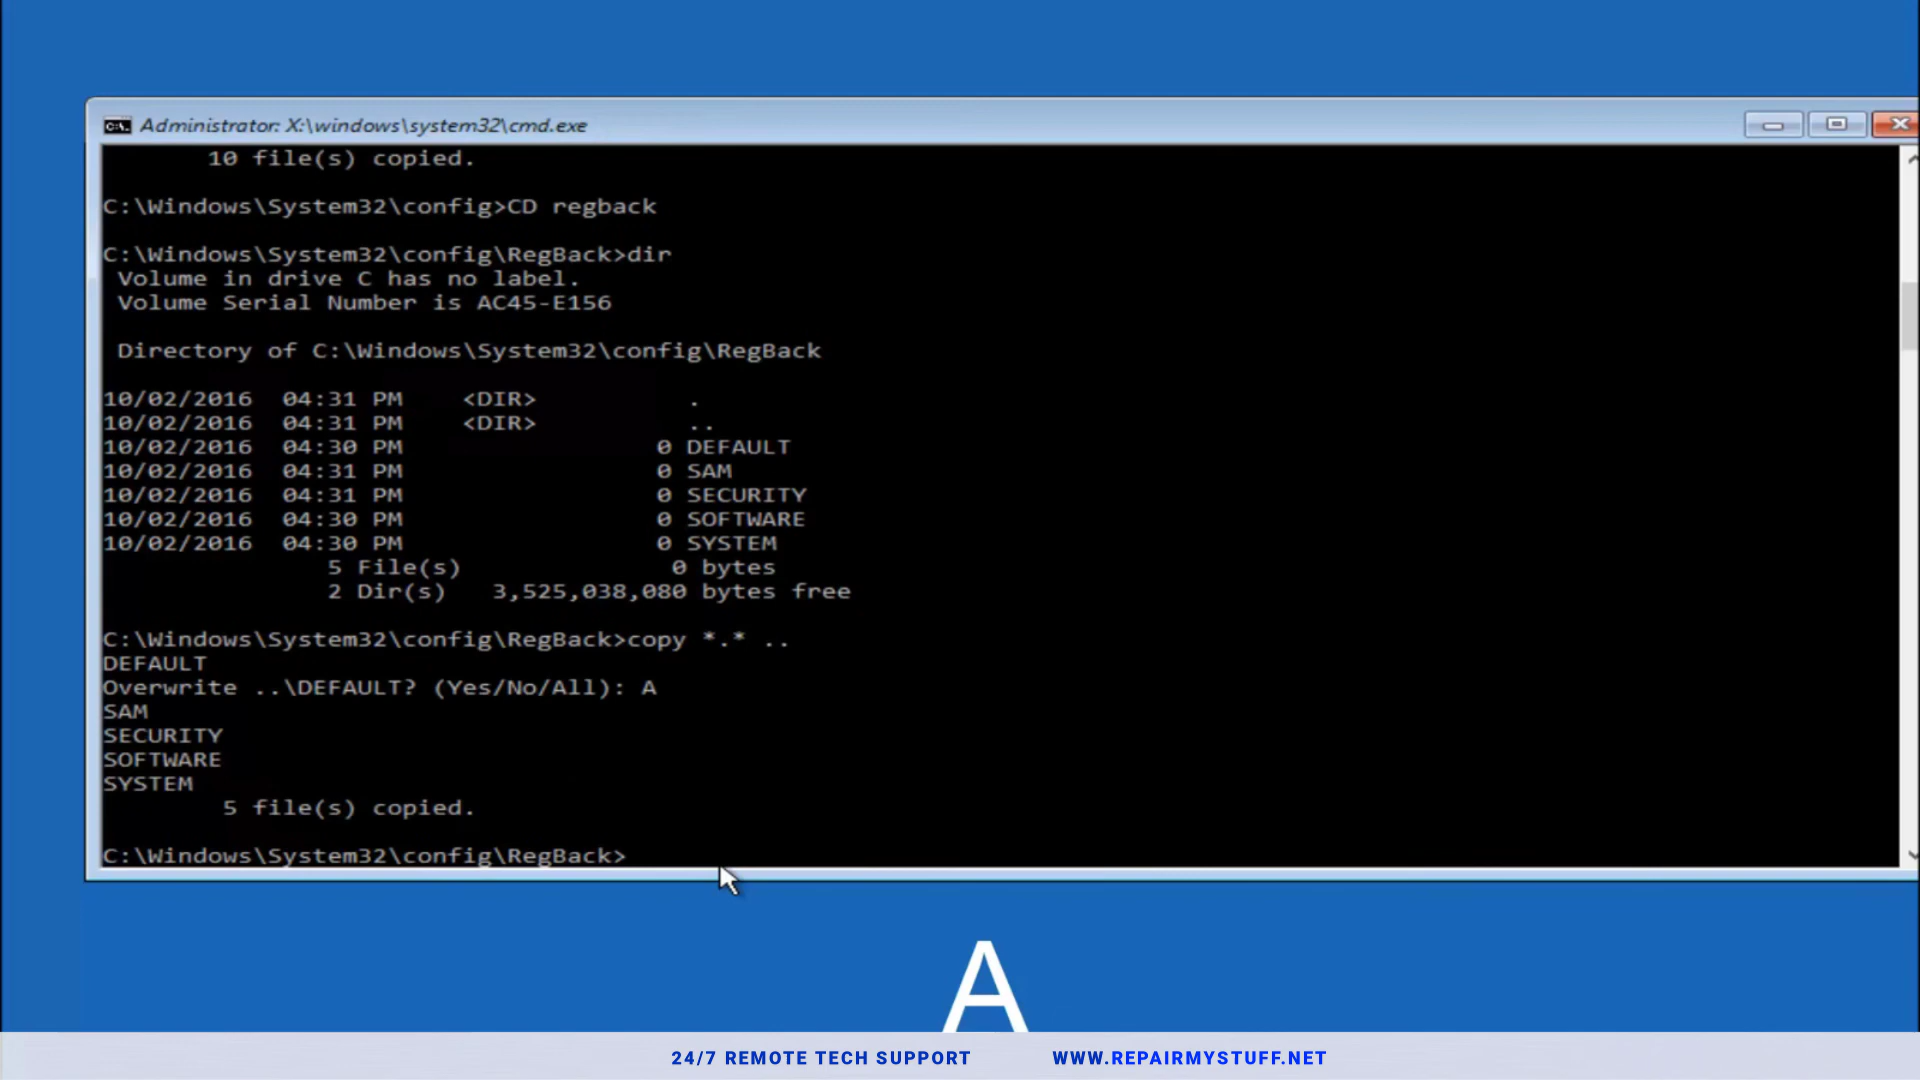 Administrator: X:\windows\system32\cmd.exe
10 file(s) copied.
C:\Windows\System32\config>CD regback
C:\Windows\System32\config\RegBack>dir
Volume in drive C has no label.
Volume Serial Number is AC45-E156
Directory of C:\Windows\System32\config\RegBack
10/02/2016 04:31 PM <DIR> .
10/02/2016 04:31 PM <DIR> ..
10/02/2016 04:30 PM 0 DEFAULT
10/02/2016 04:31 PM 0 SAM
10/02/2016 04:31 PM 0 SECURITY
10/02/2016 04:30 PM 0 SOFTWARE
10/02/2016 04:30 PM 0 SYSTEM
5 File(s) 0 bytes
2 Dir(s) 3,525,038,080 bytes free
C:\Windows\System32\config\RegBack>copy *.* ..
DEFAULT
Overwrite ..\DEFAULT? (Yes/No/All): A
SAM
SECURITY
SOFTWARE
SYSTEM
5 file(s) copied.
C:\Windows\System32\config\RegBack>
A
24/7 REMOTE TECH SUPPORT WWW.REPAIRMYSTUFF.NET